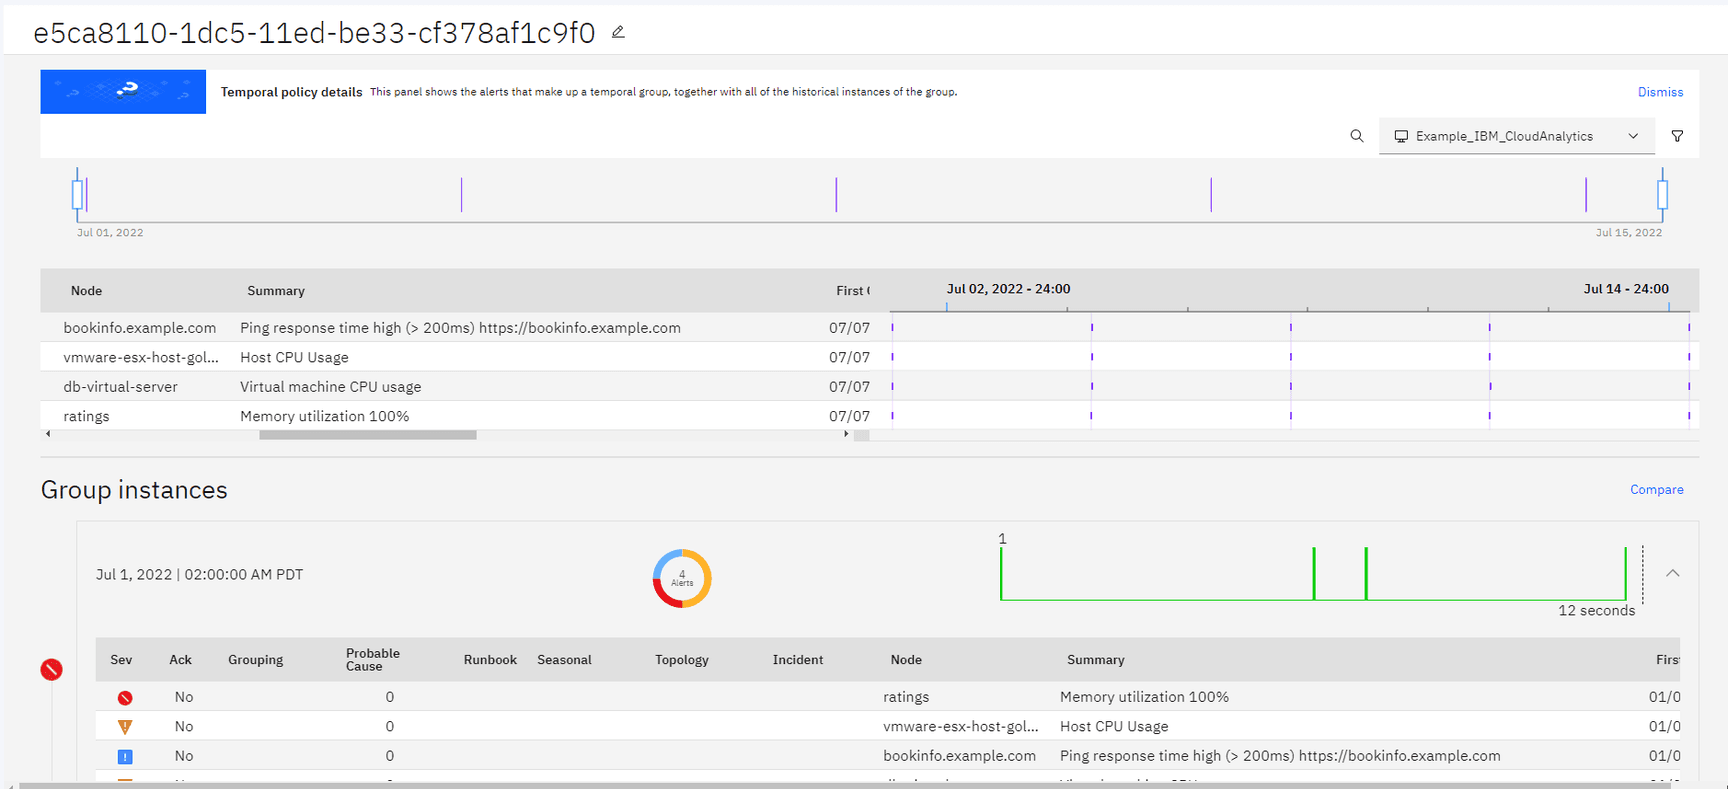 e5ca8110-1dc5-11ed-be33-cf378af1c9f0
Temporal policy details This panel shows the alerts that make up a temporal group, together with all of the historical instances of the group. Dismiss
Example_IBM_CloudAnalytics
Jul 01, 2022 Jul 15, 2022
Node Summary First Jul 02, 2022 - 24:00 Jul 14 - 24:00
bookinfo.example.com Ping response time high (> 200ms) https://bookinfo.example.com 07/07
vmware-esx-host-gol... Host CPU Usage 07/07
db-virtual-server Virtual machine CPU usage 07/07
ratings Memory utilization 100% 07/07
Group instances Compare
1
Jul 1, 2022 | 02:00:00 AM PDT 4 Alerts
12 seconds
Sev Ack Grouping Probable Cause Runbook Seasonal Topology Incident Node Summary Firs
No 0 ratings Memory utilization 100% 01/0
No 0 vmware-esx-host-gol... Host CPU Usage 01/0
No 0 bookinfo.example.com Ping response time high (> 200ms) https://bookinfo.example.com 01/0